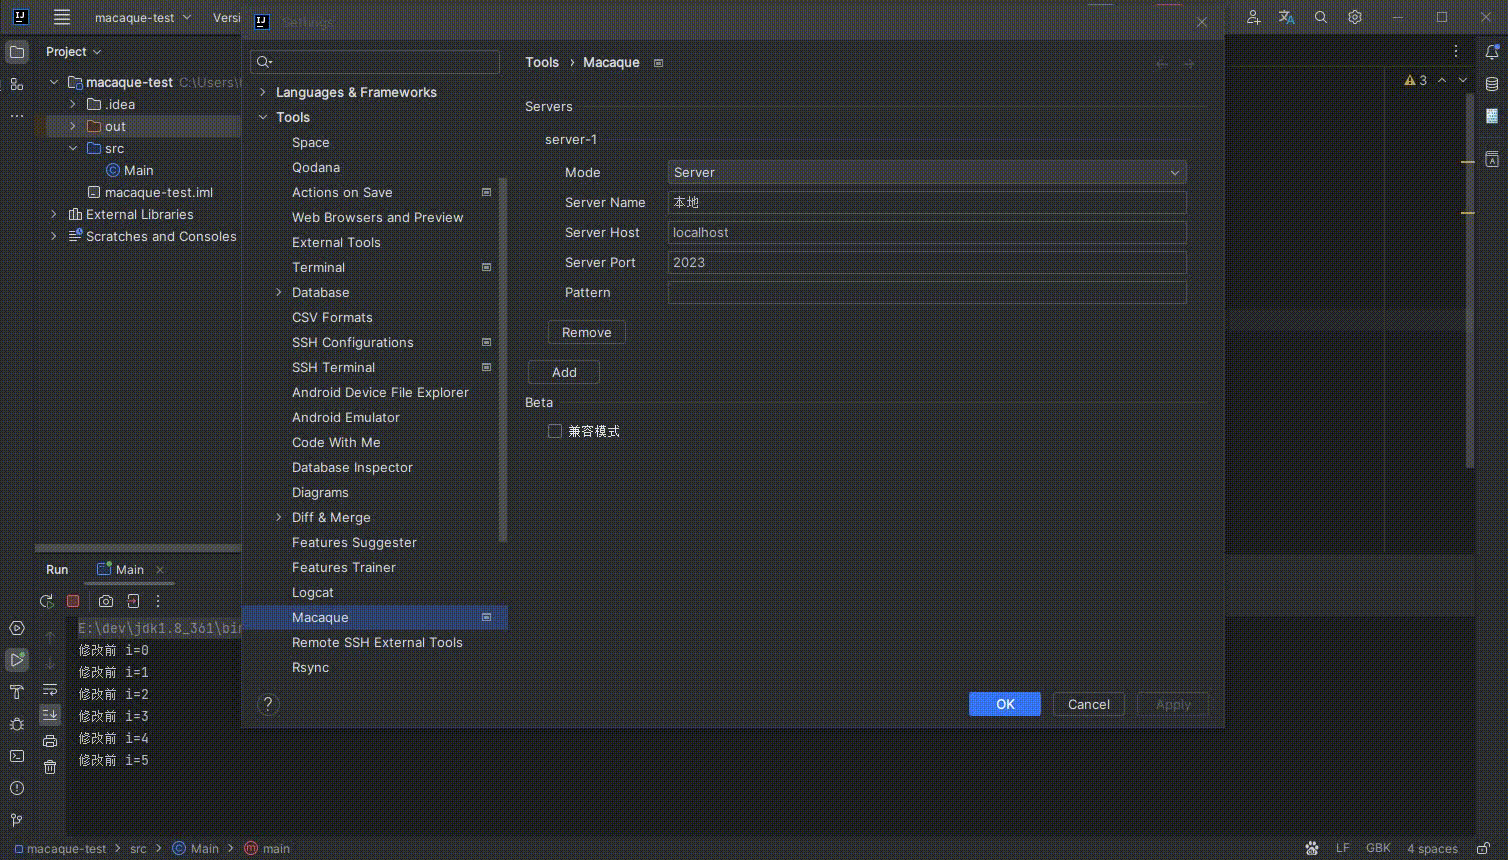 macaque-test
Versi
Settings
Project
macaque-test C:\Users\
.idea
out
src
Main
macaque-test.iml
External Libraries
Scratches and Consoles
Languages & Frameworks
Tools
Space
Qodana
Actions on Save
Web Browsers and Preview
External Tools
Terminal
Database
CSV Formats
SSH Configurations
SSH Terminal
Android Device File Explorer
Android Emulator
Code With Me
Database Inspector
Diagrams
Diff & Merge
Features Suggester
Features Trainer
Logcat
Macaque
Remote SSH External Tools
Rsync
Tools › Macaque
Servers
server-1
Mode Server
Server Name 本地
Server Host localhost
Server Port 2023
Pattern
Remove
Add
Beta
兼容模式
? OK Cancel Apply
3
Run Main
E:\dev\jdk1.8_361\bin
修改前 i=0
修改前 i=1
修改前 i=2
修改前 i=3
修改前 i=4
修改前 i=5
macaque-test > src > Main > main
LF GBK 4 spaces